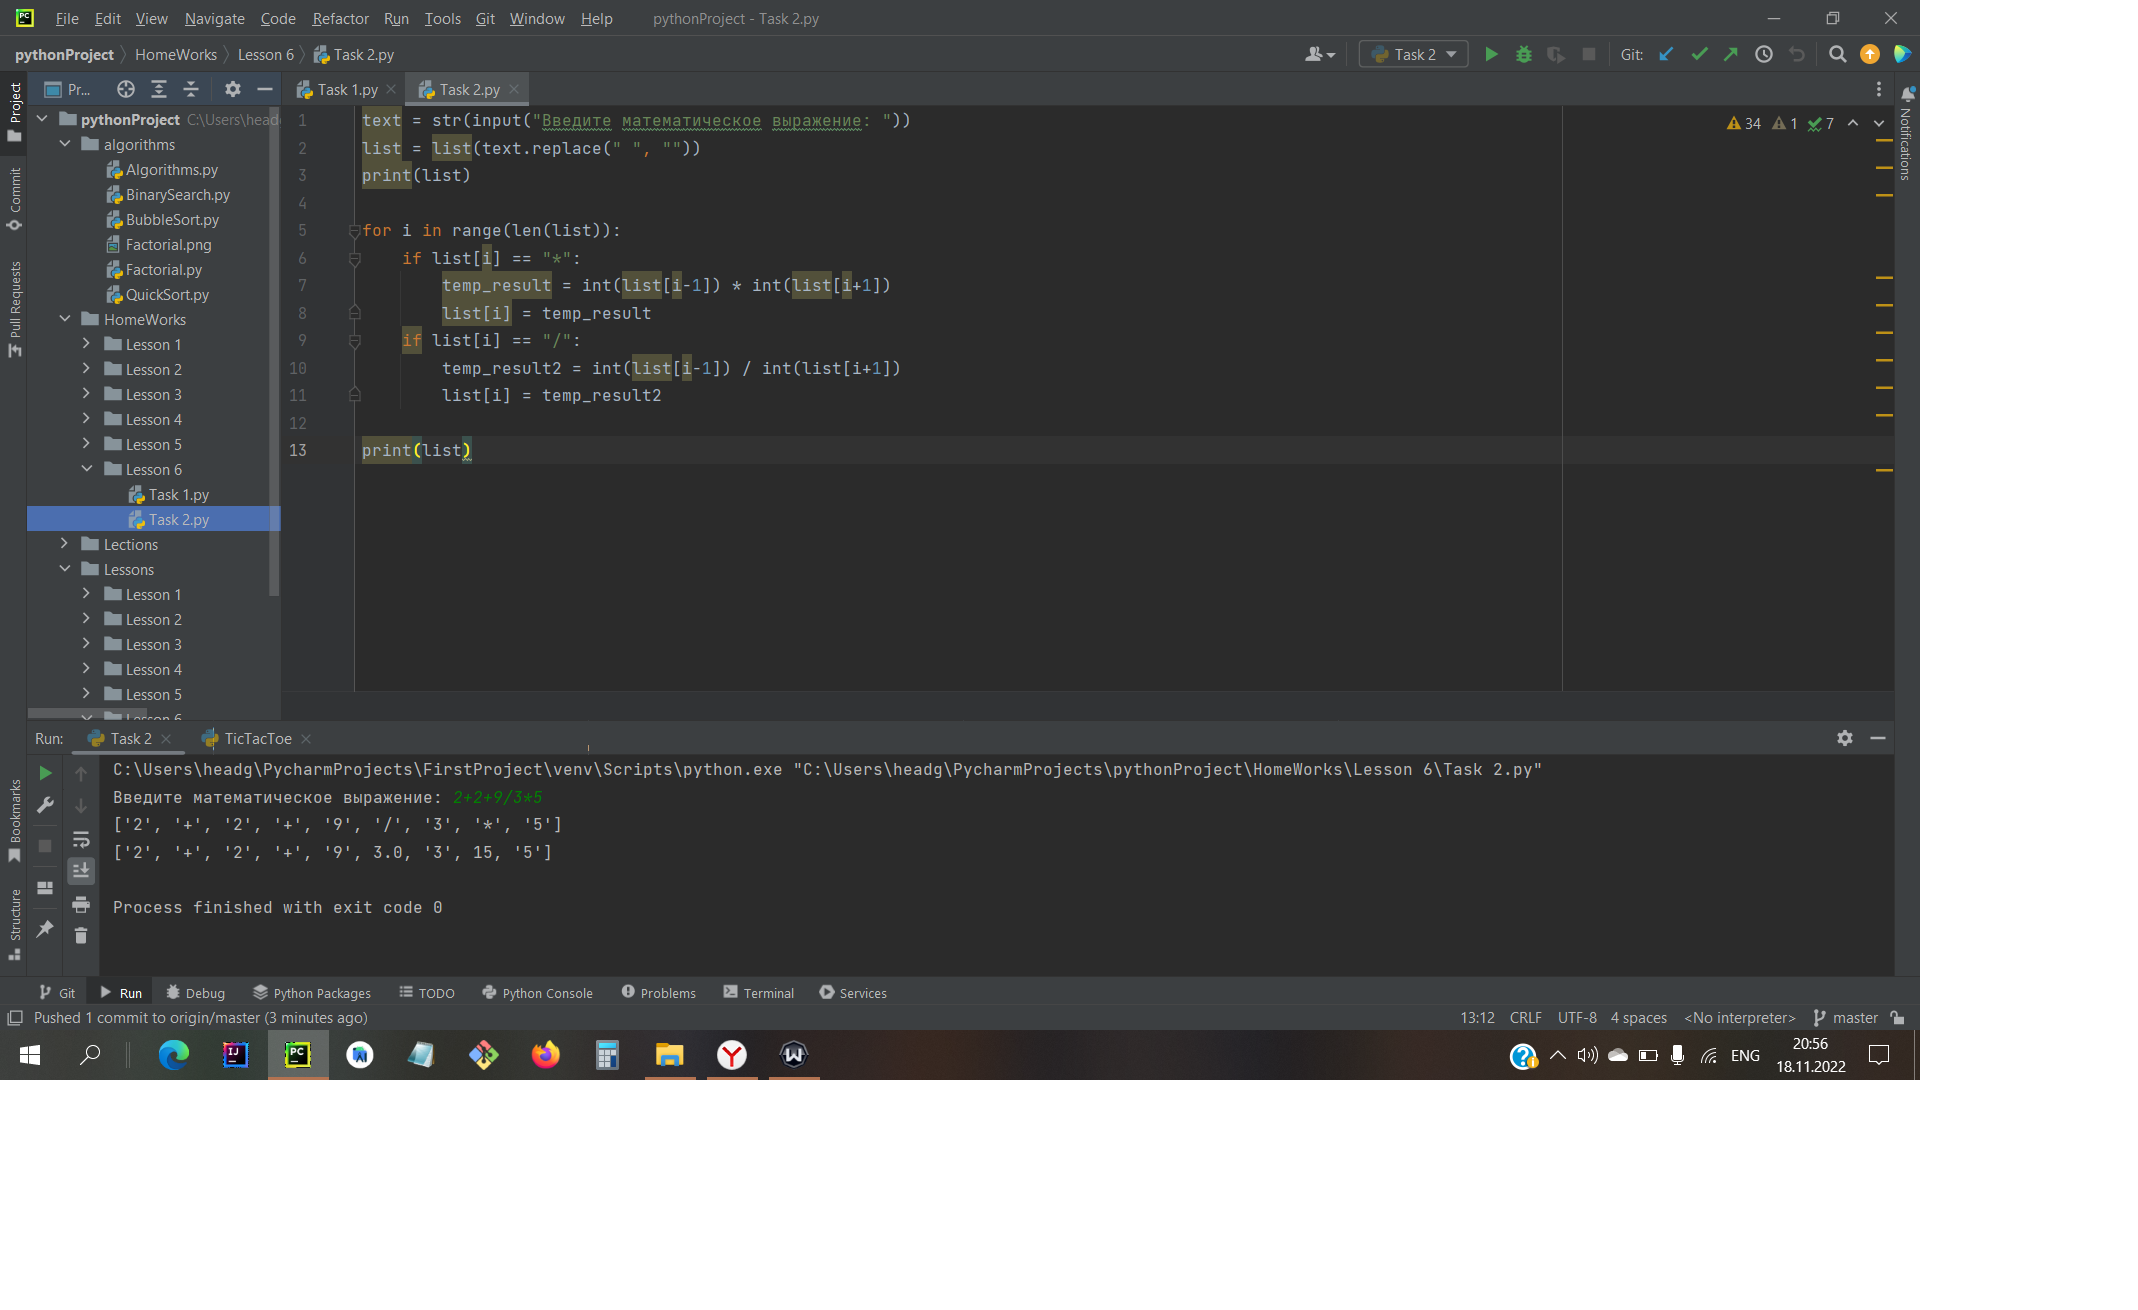 File Edit View Navigate Code Refactor Run Tools Git Window Help pythonProject - Task 2.py
pythonProject HomeWorks Lesson 6 Task 2.py Task 2 Git:
Pr... Task 1.py Task 2.py
Project
Commit
Pull Requests
Bookmarks
Structure
Notifications
pythonProject C:\Users\head
algorithms
Algorithms.py
BinarySearch.py
BubbleSort.py
Factorial.png
Factorial.py
QuickSort.py
HomeWorks
Lesson 1
Lesson 2
Lesson 3
Lesson 4
Lesson 5
Lesson 6
Task 1.py
Task 2.py
Lections
Lessons
Lesson 1
Lesson 2
Lesson 3
Lesson 4
Lesson 5
Lesson 6
34 1 7
1 text = str(input("Введите математическое выражение: "))
2 list = list(text.replace(" ", ""))
3 print(list)
4
5 for i in range(len(list)):
6 if list[i] == "*":
7 temp_result = int(list[i-1]) * int(list[i+1])
8 list[i] = temp_result
9 if list[i] == "/":
10 temp_result2 = int(list[i-1]) / int(list[i+1])
11 list[i] = temp_result2
12
13 print(list)
Run: Task 2 TicTacToe
C:\Users\headg\PycharmProjects\FirstProject\venv\Scripts\python.exe "C:\Users\headg\PycharmProjects\pythonProject\HomeWorks\Lesson 6\Task 2.py"
Введите математическое выражение: 2+2+9/3*5
['2', '+', '2', '+', '9', '/', '3', '*', '5']
['2', '+', '2', '+', '9', 3.0, '3', 15, '5']
Process finished with exit code 0
Git Run Debug Python Packages TODO Python Console Problems Terminal Services
Pushed 1 commit to origin/master (3 minutes ago) 13:12 CRLF UTF-8 4 spaces <No interpreter> master
ENG 20:56
18.11.2022